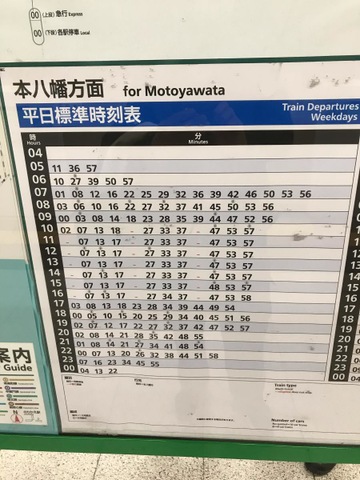 00 (上段) 急行 Express
00 (下段) 各駅停車 Local
本八幡方面 for Motoyawata
平日標準時刻表 Train Departures Weekdays
時 Hours 分 Minutes
04
05 11 36 57
06 10 27 39 50 57
07 01 08 12 16 22 25 29 32 36 39 42 46 50 53 56
08 03 06 10 16 22 27 32 37 41 45 50 53 56
09 00 03 08 14 18 23 28 35 39 44 47 52 56
10 02 07 13 18 - 27 33 37 - 47 53 57
11 - 07 13 17 - 27 33 37 - 47 53 57
12 - 07 13 17 - 27 33 37 - 47 53 57
13 - 07 13 17 - 27 33 37 - 47 53 57
14 - 07 13 17 - 27 33 37 - 47 53 57
15 - 07 13 17 - 27 33 37 - 48 53 57
16 - 07 13 17 - 27 34 37 - 47 53 58
17 03 08 13 18 23 28 34 39 44 49 54
18 00 05 10 15 20 25 29 34 40 45 51 56
19 02 07 12 17 22 27 32 37 42 47 52 57
20 02 08 14 21 28 35 42 48 55
21 01 08 14 21 27 34 41 48 54
22 00 07 13 20 26 32 38 44 51 58
23 07 16 23 34 45 55
00 04 13 22
Train type
Number of cars
案内
Guide